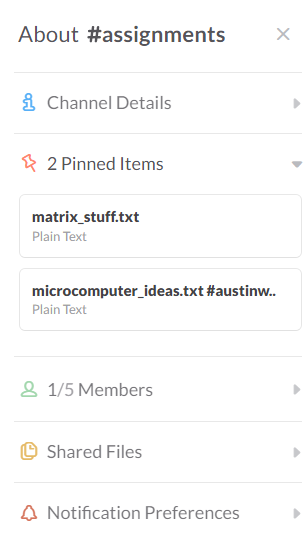 About #assignments
Channel Details
2 Pinned Items
matrix_stuff.txt
Plain Text
microcomputer_ideas.txt #austinw..
Plain Text
1/5 Members
Shared Files
Notification Preferences